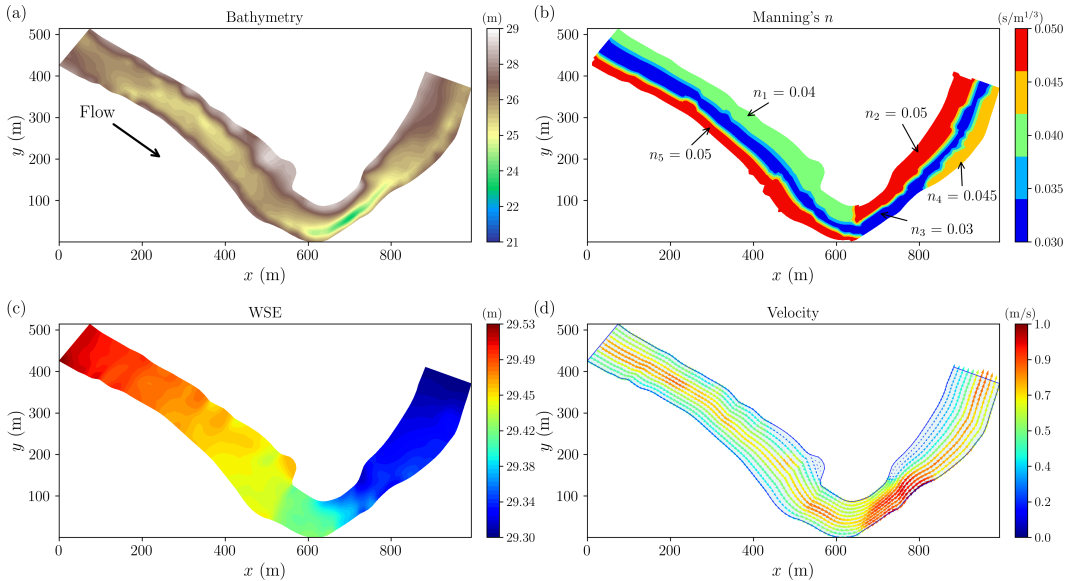 (a)
Bathymetry
(m)
500
400
300
200
100
0
200
400
600
800
y (m)
x (m)
Flow
29
28
26
25
24
23
22
21
(b)
Manning's n
(s/m^{1/3})
500
400
300
200
100
0
200
400
600
800
y (m)
x (m)
n₁ = 0.04
n₂ = 0.05
n₅ = 0.05
n₄ = 0.045
n₃ = 0.03
0.050
0.045
0.040
0.034
0.030
(c)
WSE
(m)
500
400
300
200
100
0
200
400
600
800
y (m)
x (m)
29.53
29.49
29.45
29.42
29.38
29.34
29.30
(d)
Velocity
(m/s)
500
400
300
200
100
0
200
400
600
800
y (m)
x (m)
1.0
0.9
0.7
0.6
0.4
0.3
0.1
0.0